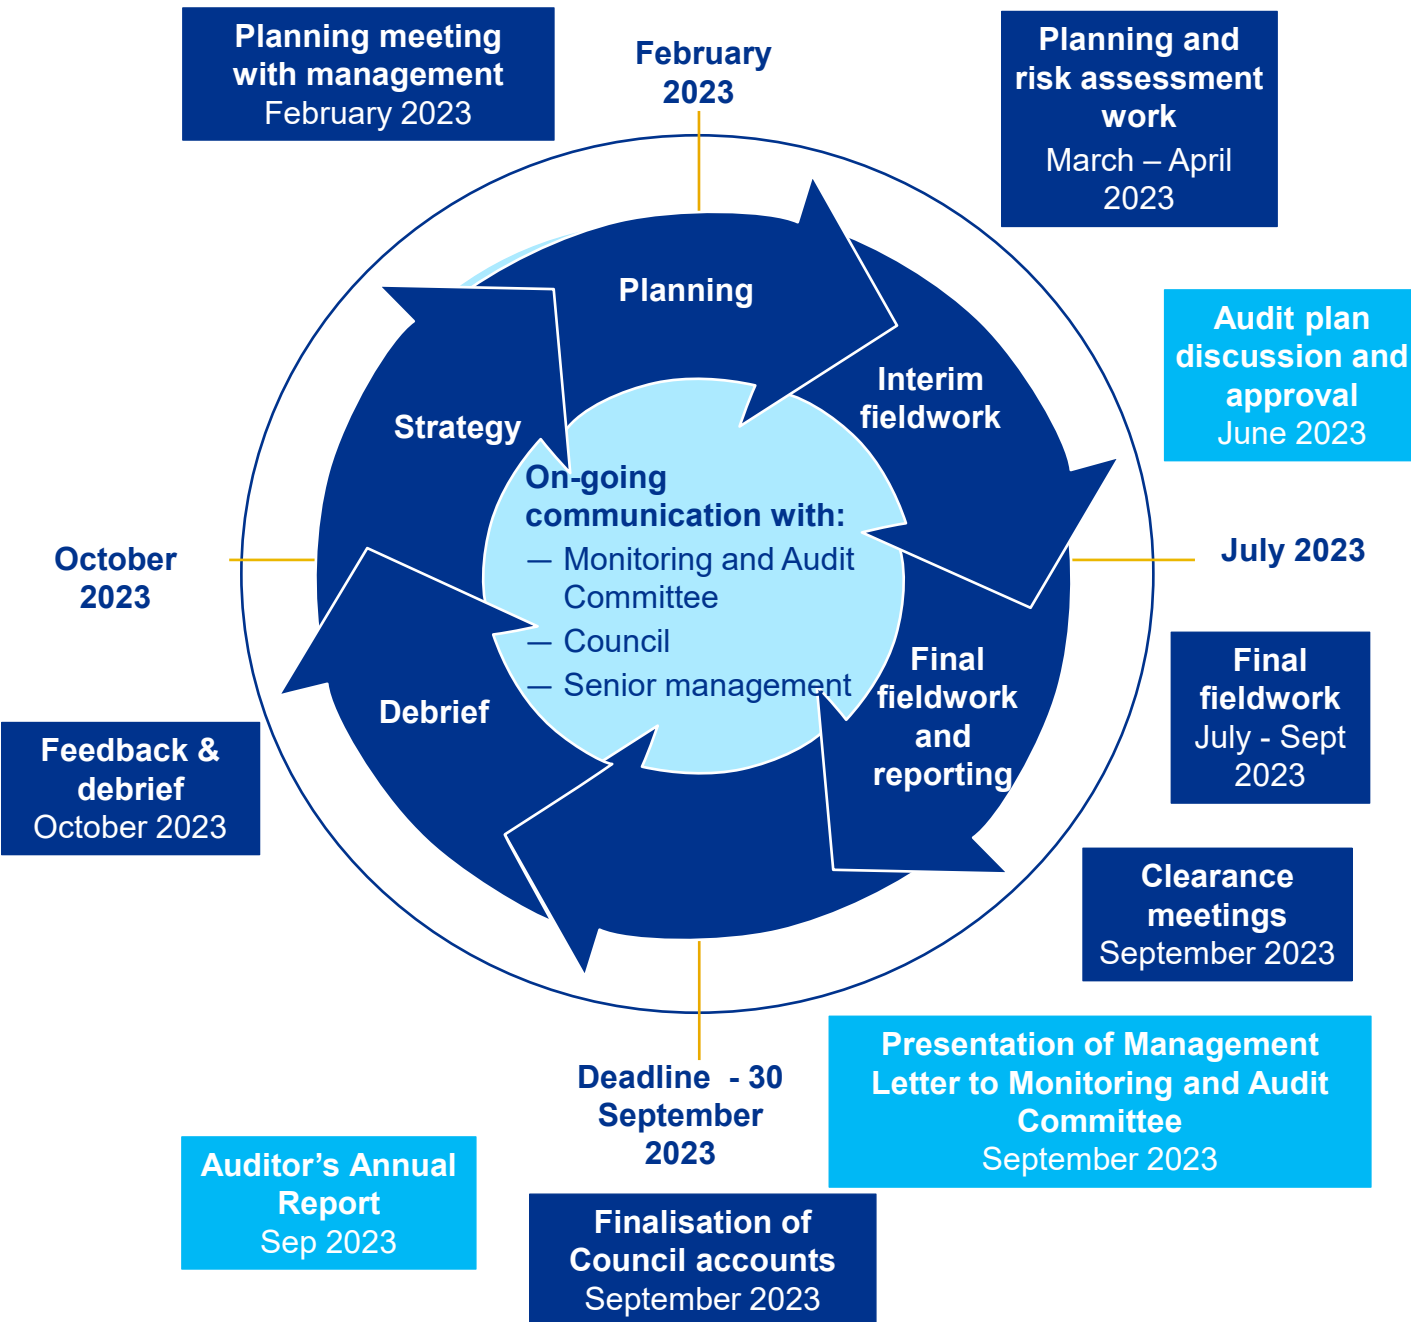 Planning meeting
with management
February 2023
February
2023
Planning and
risk assessment
work
March – April
2023
Planning
Audit plan
discussion and
approval
June 2023
Interim
fieldwork
Strategy
On-going
communication with:
— Monitoring and Audit
Committee
— Council
— Senior management
October
2023
July 2023
Final
fieldwork
and
reporting
Final
fieldwork
July - Sept
2023
Debrief
Feedback &
debrief
October 2023
Clearance
meetings
September 2023
Presentation of Management
Letter to Monitoring and Audit
Committee
September 2023
Deadline - 30
September
2023
Auditor’s Annual
Report
Sep 2023
Finalisation of
Council accounts
September 2023